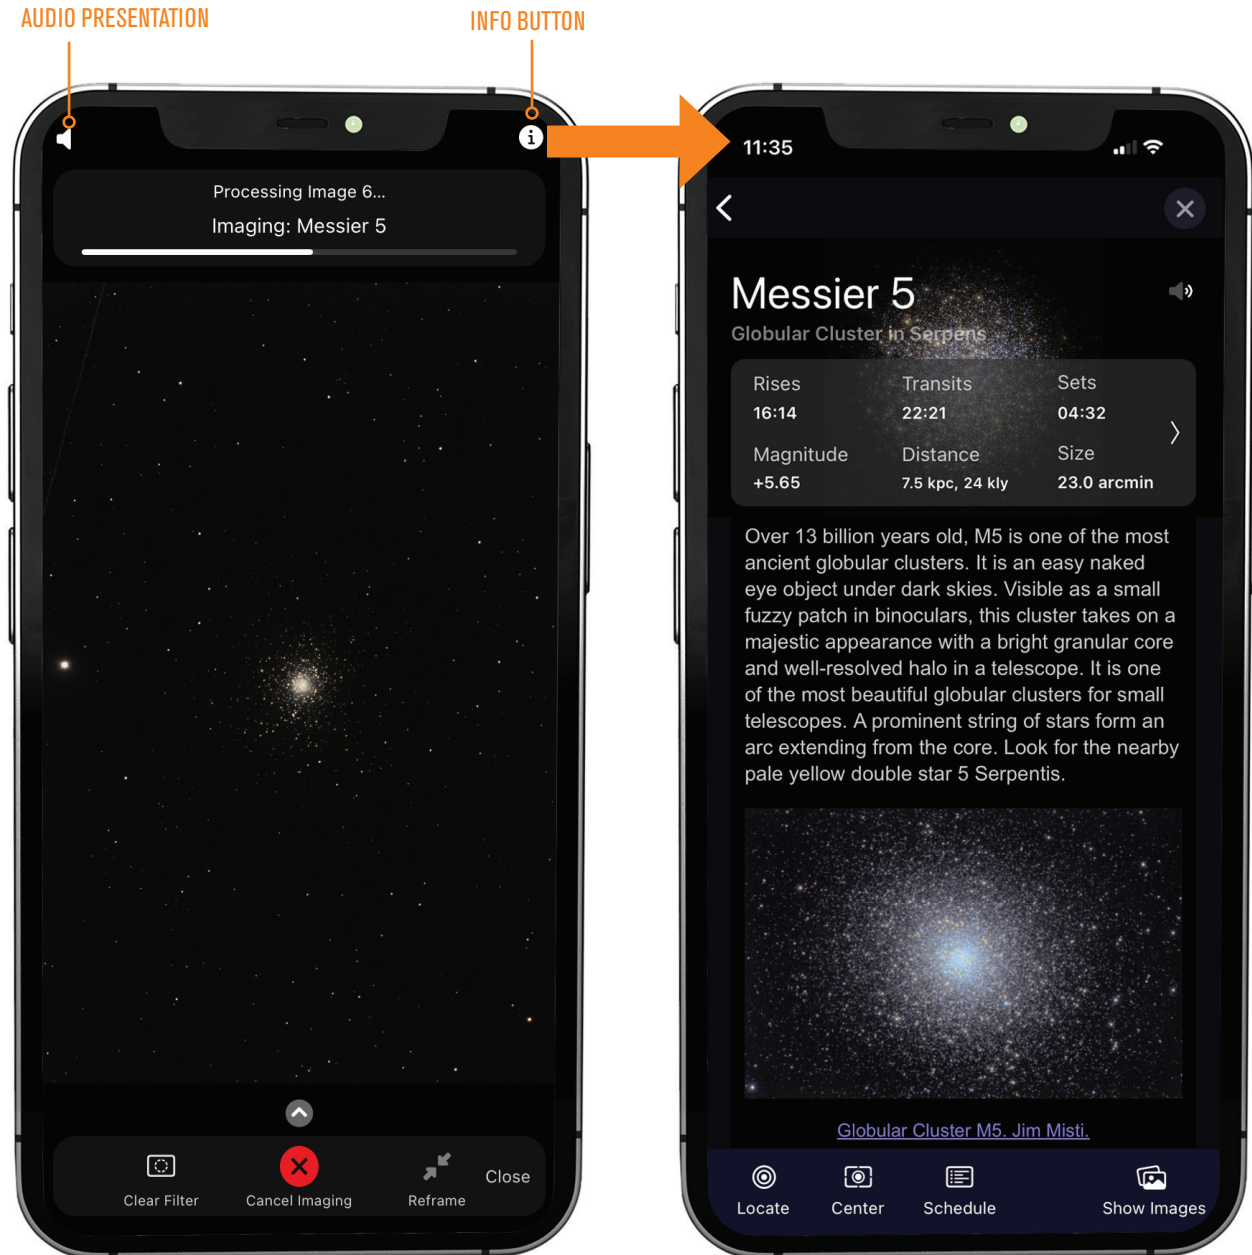 AUDIO PRESENTATION
INFO BUTTON
Processing Image 6...
Imaging: Messier 5
Clear Filter
Cancel Imaging
Reframe
Close
11:35
Messier 5
Globular Cluster in Serpens
Rises
Transits
Sets
16:14
22:21
04:32
Magnitude
Distance
Size
+5.65
7.5 kpc, 24 kly
23.0 arcmin
Over 13 billion years old, M5 is one of the most
ancient globular clusters. It is an easy naked
eye object under dark skies. Visible as a small
fuzzy patch in binoculars, this cluster takes on a
majestic appearance with a bright granular core
and well-resolved halo in a telescope. It is one
of the most beautiful globular clusters for small
telescopes. A prominent string of stars form an
arc extending from the core. Look for the nearby
pale yellow double star 5 Serpentis.
Globular Cluster M5. Jim Misti.
Locate
Center
Schedule
Show Images